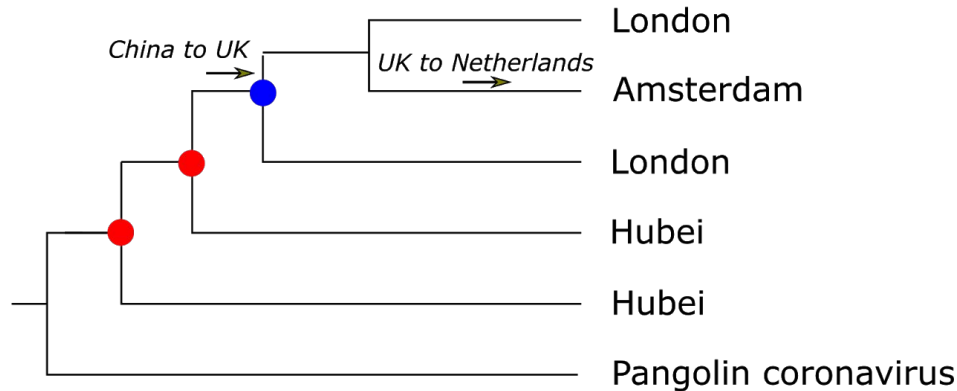 London
China to UK
UK to Netherlands
Amsterdam
London
Hubei
Hubei
Pangolin coronavirus